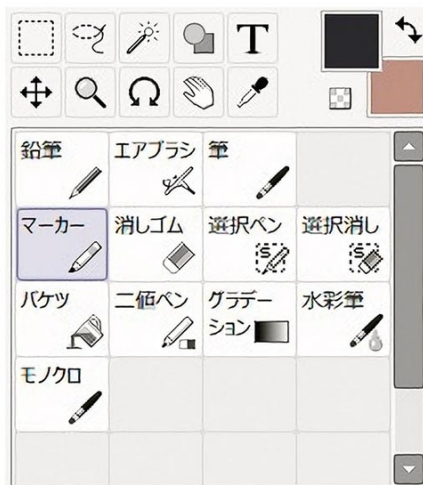 T
鉛筆
エアブラシ
筆
マーカー
消しゴム
選択ペン
選択消し
S
S
バケツ
二値ペン
グラデー
ション
水彩筆
モノクロ